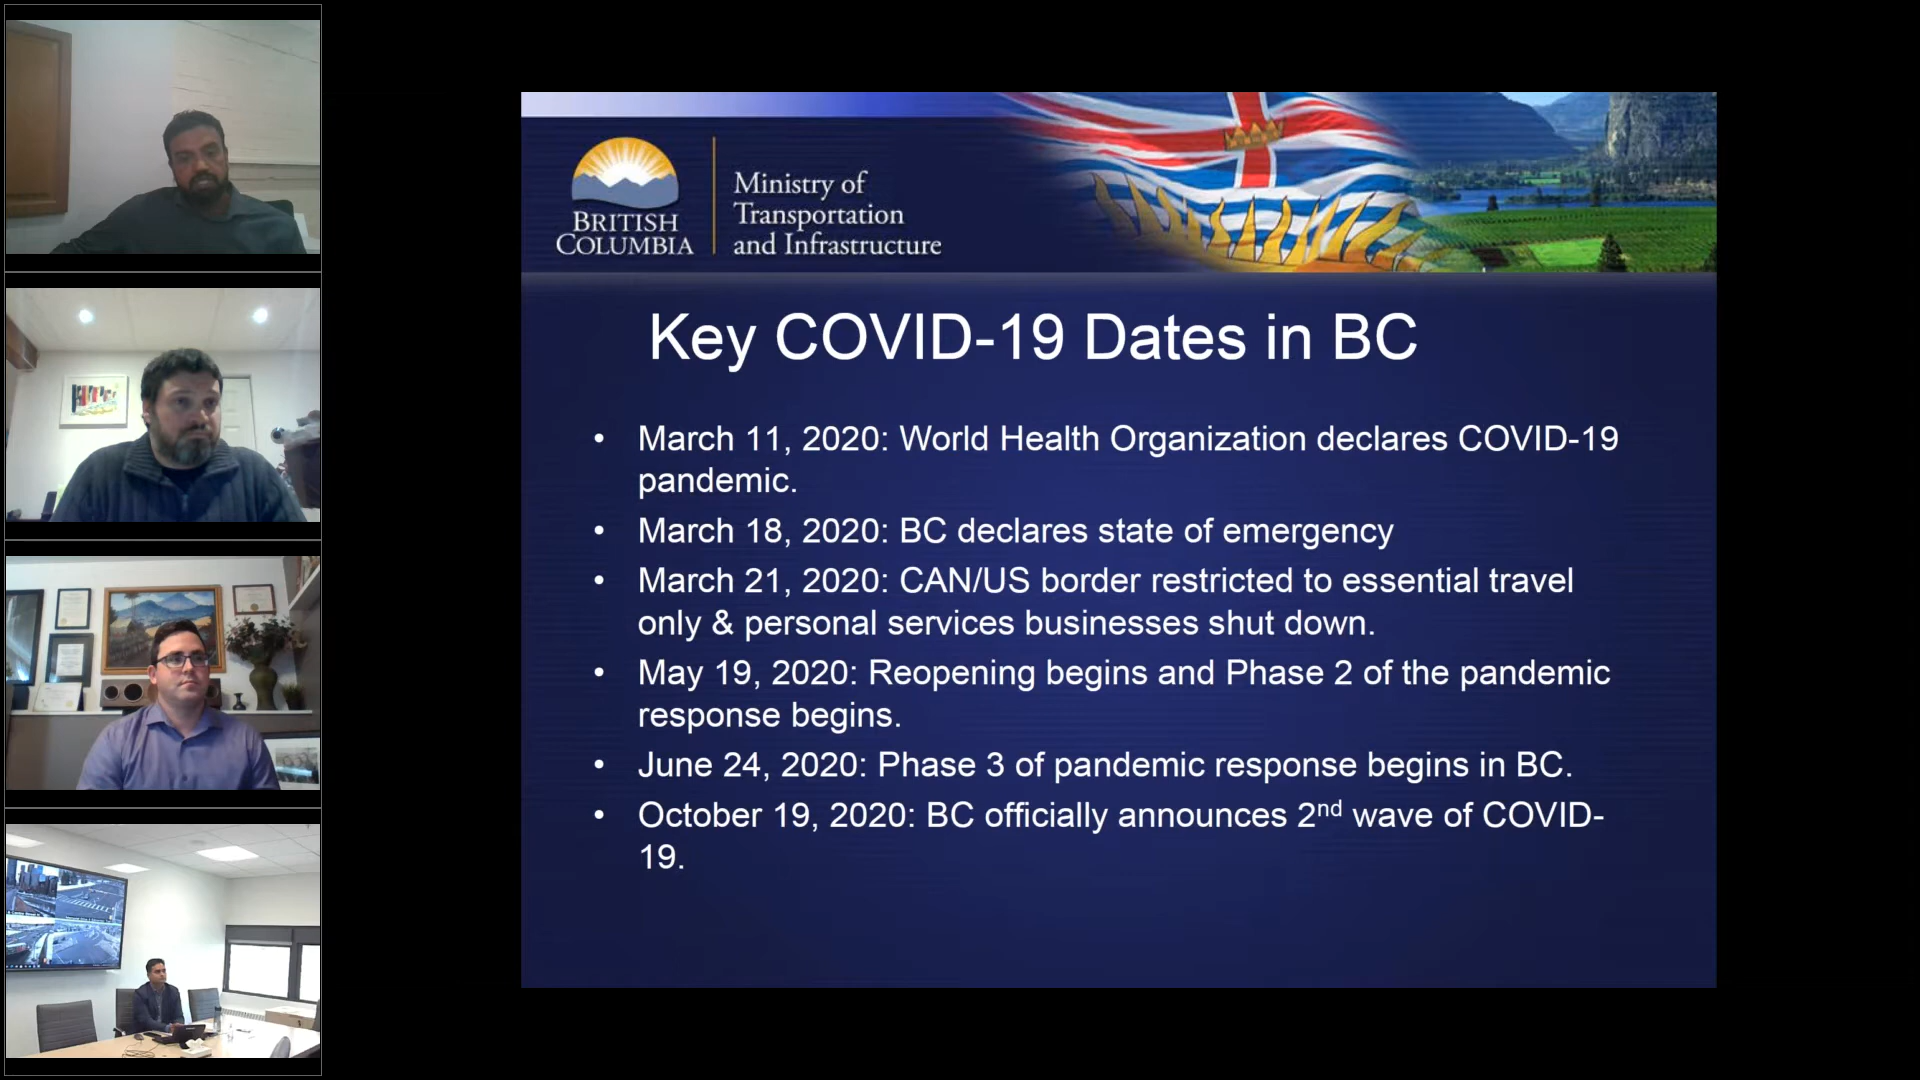 BRITISH
COLUMBIA
Ministry of
Transportation
and Infrastructure
Key COVID-19 Dates in BC
• March 11, 2020: World Health Organization declares COVID-19
pandemic.
• March 18, 2020: BC declares state of emergency
• March 21, 2020: CAN/US border restricted to essential travel
only & personal services businesses shut down.
• May 19, 2020: Reopening begins and Phase 2 of the pandemic
response begins.
• June 24, 2020: Phase 3 of pandemic response begins in BC.
• October 19, 2020: BC officially announces 2nd wave of COVID-
19.